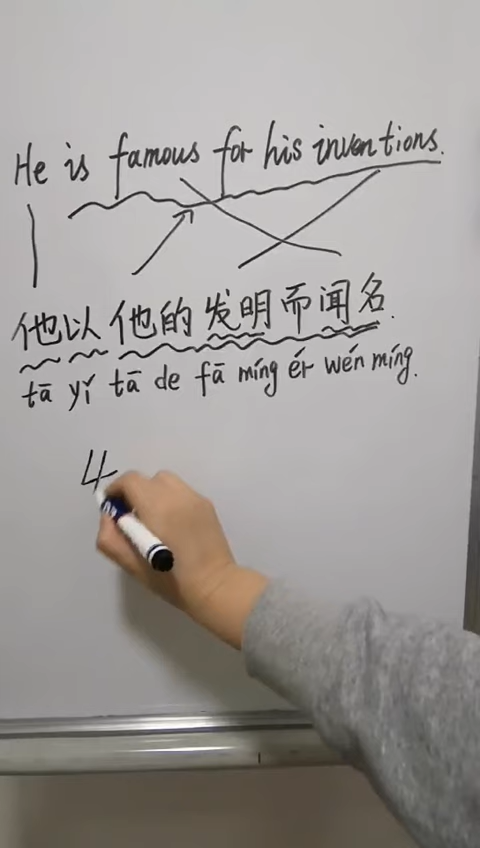 He is famous for his inventions.
他以他的发明而闻名.
tā yǐ tā de fā míng ér wén míng.
4